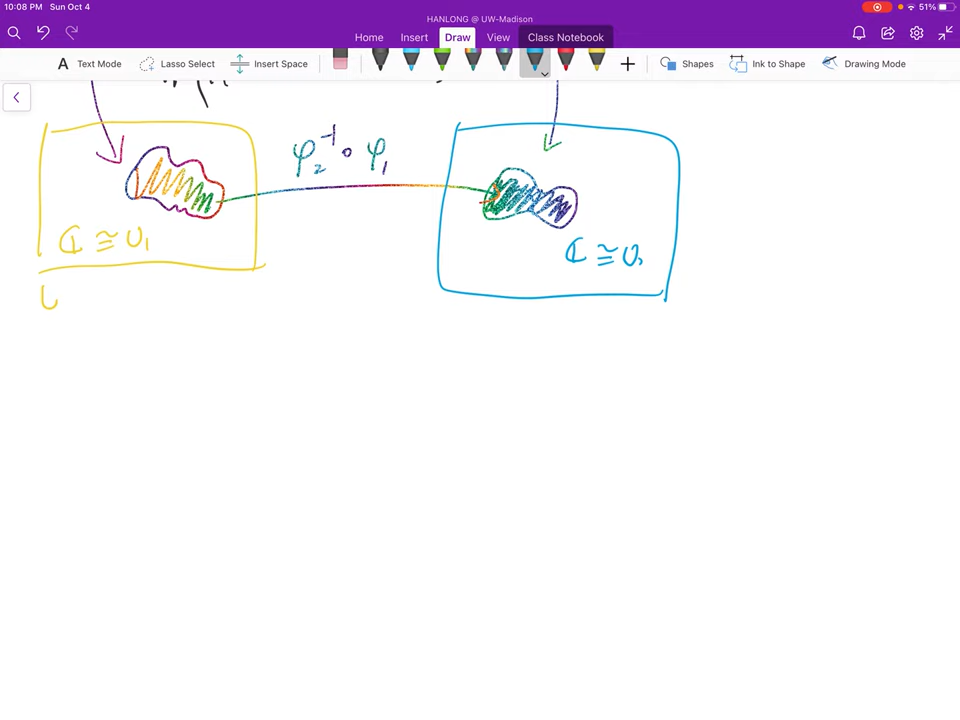 10:08 PM Sun Oct 4
51%
HANLONG @ UW-Madison
Home Insert Draw View Class Notebook
A Text Mode Lasso Select Insert Space Shapes Ink to Shape Drawing Mode
φ₂⁻¹ ∘ φ₁
ℂ ≅ U₁
ℂ ≅ U₂